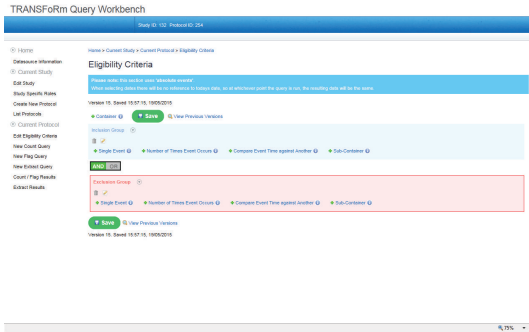 TRANSFoRm Query Workbench
Study ID: 132 Protocol ID: 254
Home
Datasource Information
Current Study
Edit Study
Study Specific Roles
Create New Protocol
List Protocols
Current Protocol
Edit Eligibility Criteria
New Count Query
New Flag Query
New Extract Query
Count / Flag Results
Extract Results
Home » Current Study » Current Protocol » Eligibility Criteria
Eligibility Criteria
Please note: this section uses 'absolute events'
When selecting dates there will be no reference to todays date, so at whichever point the query is run, the resulting date will be the same.
Version 15, Saved 15:57:15, 19/05/2015
Container
Save
View Previous Versions
Inclusion Group
Single Event
Number of Times Event Occurs
Compare Event Time against Another
Sub-Container
AND
Exclusion Group
Single Event
Number of Times Event Occurs
Compare Event Time against Another
Sub-Container
Save
View Previous Versions
Version 15, Saved 15:57:15, 19/05/2015
75%